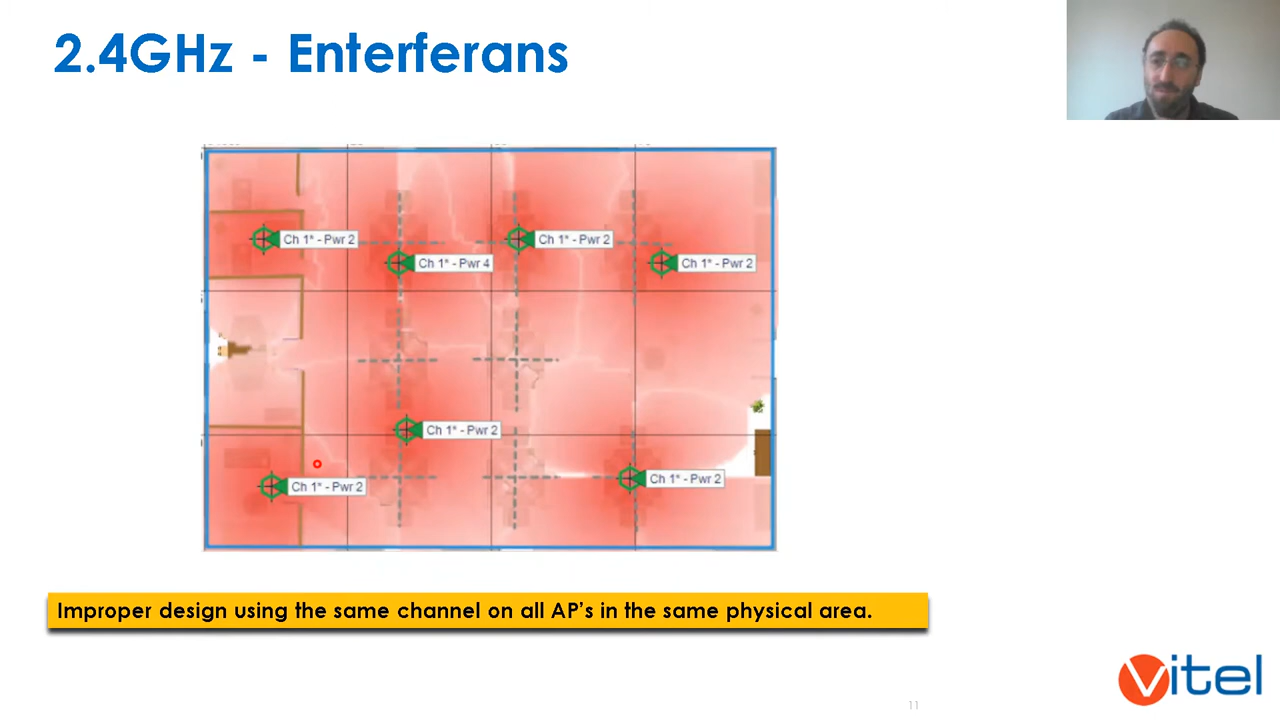 2.4GHz - Enterferans
Ch 1* - Pwr 2
Ch 1* - Pwr 4
Ch 1* - Pwr 2
Ch 1* - Pwr 2
Ch 1* - Pwr 2
Ch 1* - Pwr 2
Ch 1* - Pwr 2
Improper design using the same channel on all AP's in the same physical area.
vitel
11